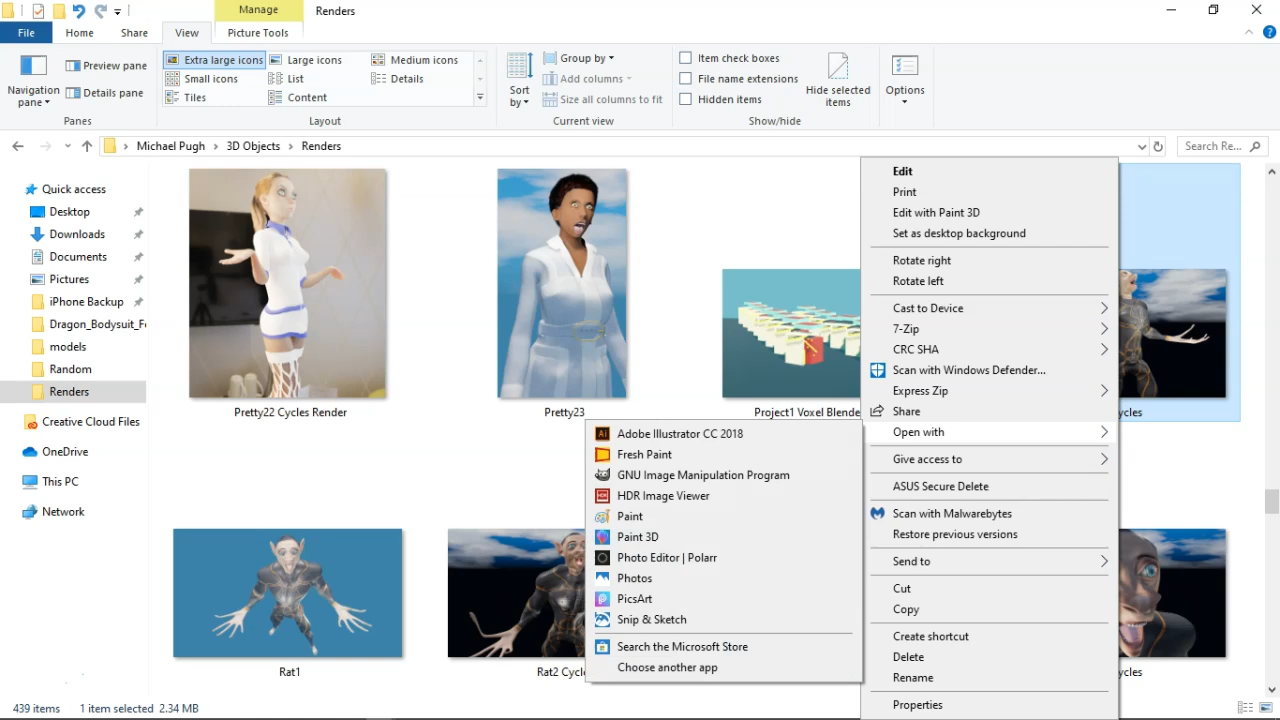 Manage
Renders
File
Home
Share
View
Picture Tools
Navigation pane
Preview pane
Details pane
Panes
Extra large icons
Large icons
Medium icons
Small icons
List
Details
Tiles
Content
Layout
Sort by
Group by
Add columns
Size all columns to fit
Current view
Item check boxes
File name extensions
Hidden items
Hide selected items
Show/hide
Options
Michael Pugh > 3D Objects > Renders
Search Re...
Quick access
Desktop
Downloads
Documents
Pictures
iPhone Backup
Dragon_Bodysuit_F
models
Random
Renders
Creative Cloud Files
OneDrive
This PC
Network
Pretty22 Cycles Render
Pretty23
Project1 Voxel Blende
ycles
Rat1
Rat2 Cycl
ycles
Edit
Print
Edit with Paint 3D
Set as desktop background
Rotate right
Rotate left
Cast to Device
7-Zip
CRC SHA
Scan with Windows Defender...
Express Zip
Share
Open with
Give access to
ASUS Secure Delete
Scan with Malwarebytes
Restore previous versions
Send to
Cut
Copy
Create shortcut
Delete
Rename
Properties
Adobe Illustrator CC 2018
Fresh Paint
GNU Image Manipulation Program
HDR Image Viewer
Paint
Paint 3D
Photo Editor | Polarr
Photos
PicsArt
Snip & Sketch
Search the Microsoft Store
Choose another app
439 items
1 item selected 2.34 MB